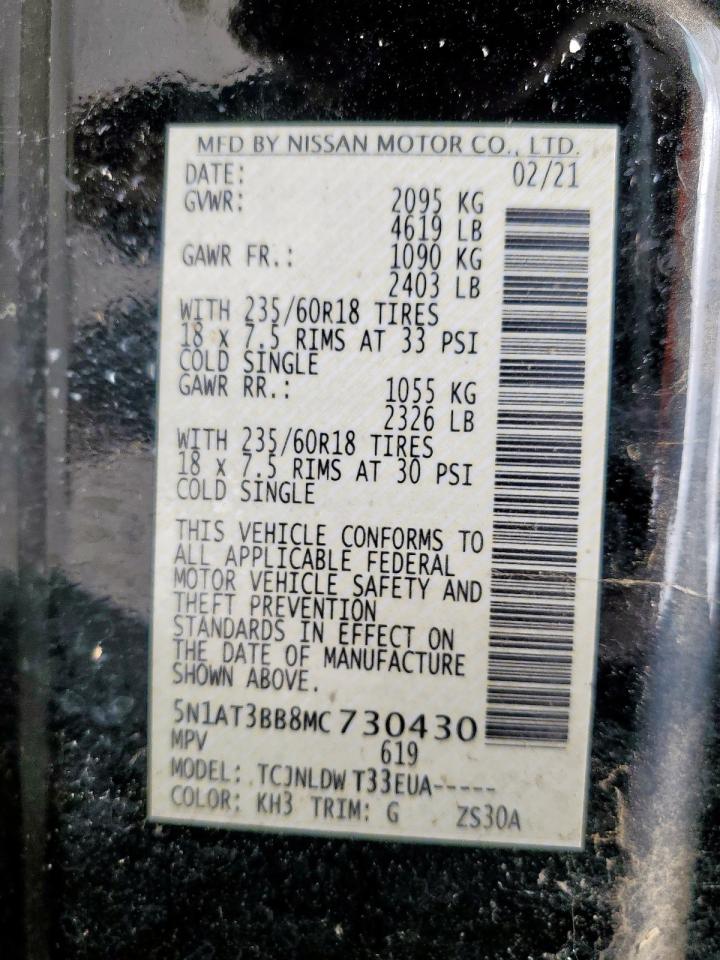 MFD BY NISSAN MOTOR CO., LTD.
DATE: 02/21
GVWR: 2095 KG
4619 LB
GAWR FR.: 1090 KG
2403 LB
WITH 235/60R18 TIRES
18 X 7.5 RIMS AT 33 PSI
COLD SINGLE
GAWR RR.: 1055 KG
2326 LB
WITH 235/60R18 TIRES
18 X 7.5 RIMS AT 30 PSI
COLD SINGLE
THIS VEHICLE CONFORMS TO
ALL APPLICABLE FEDERAL
MOTOR VEHICLE SAFETY AND
THEFT PREVENTION
STANDARDS IN EFFECT ON
THE DATE OF MANUFACTURE
SHOWN ABOVE.
5N1AT3BB8MC730430
MPV 619
MODEL: TCJNLDW T33EUA-----
COLOR: KH3 TRIM: G ZS30A